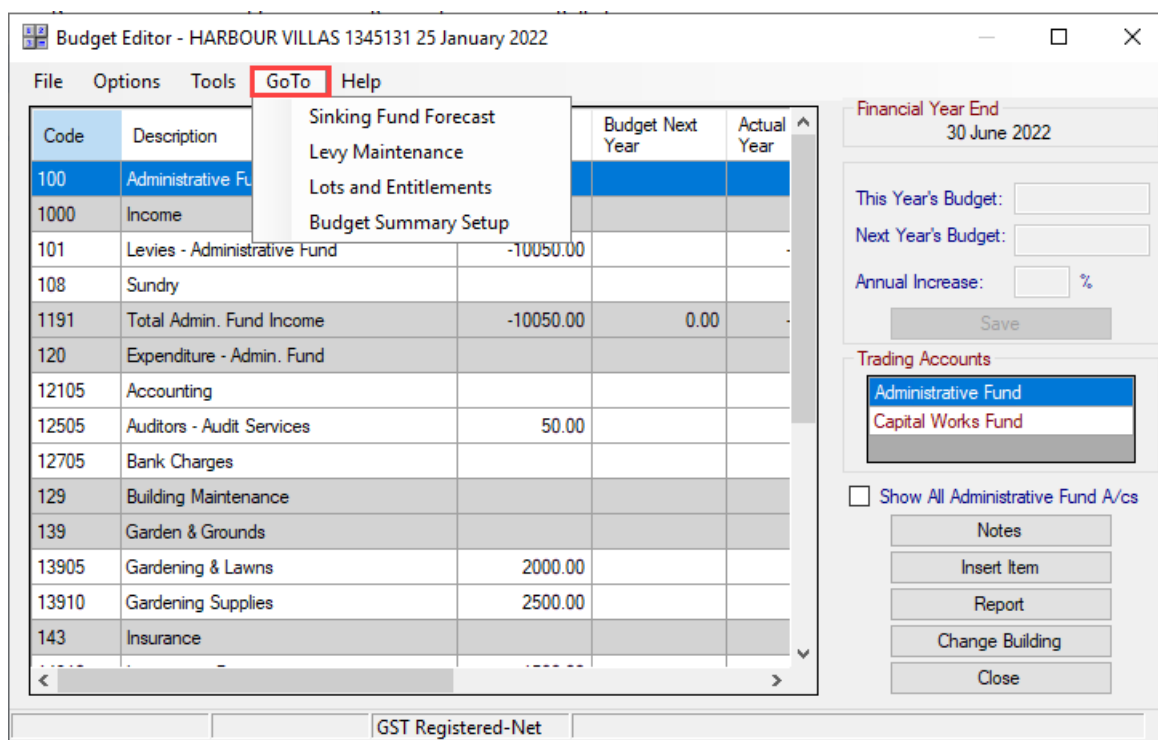 Budget Editor - HARBOUR VILLAS 1345131 25 January 2022
File Options Tools GoTo Help
Sinking Fund Forecast
Levy Maintenance
Lots and Entitlements
Budget Summary Setup
Code Description Budget Next Year Actual Year
100 Administrative Fu
1000 Income
101 Levies - Administrative Fund -10050.00
108 Sundry
1191 Total Admin. Fund Income -10050.00 0.00
120 Expenditure - Admin. Fund
12105 Accounting
12505 Auditors - Audit Services 50.00
12705 Bank Charges
129 Building Maintenance
139 Garden & Grounds
13905 Gardening & Lawns 2000.00
13910 Gardening Supplies 2500.00
143 Insurance
Financial Year End
30 June 2022
This Year's Budget:
Next Year's Budget:
Annual Increase: %
Save
Trading Accounts
Administrative Fund
Capital Works Fund
Show All Administrative Fund A/cs
Notes
Insert Item
Report
Change Building
Close
GST Registered-Net